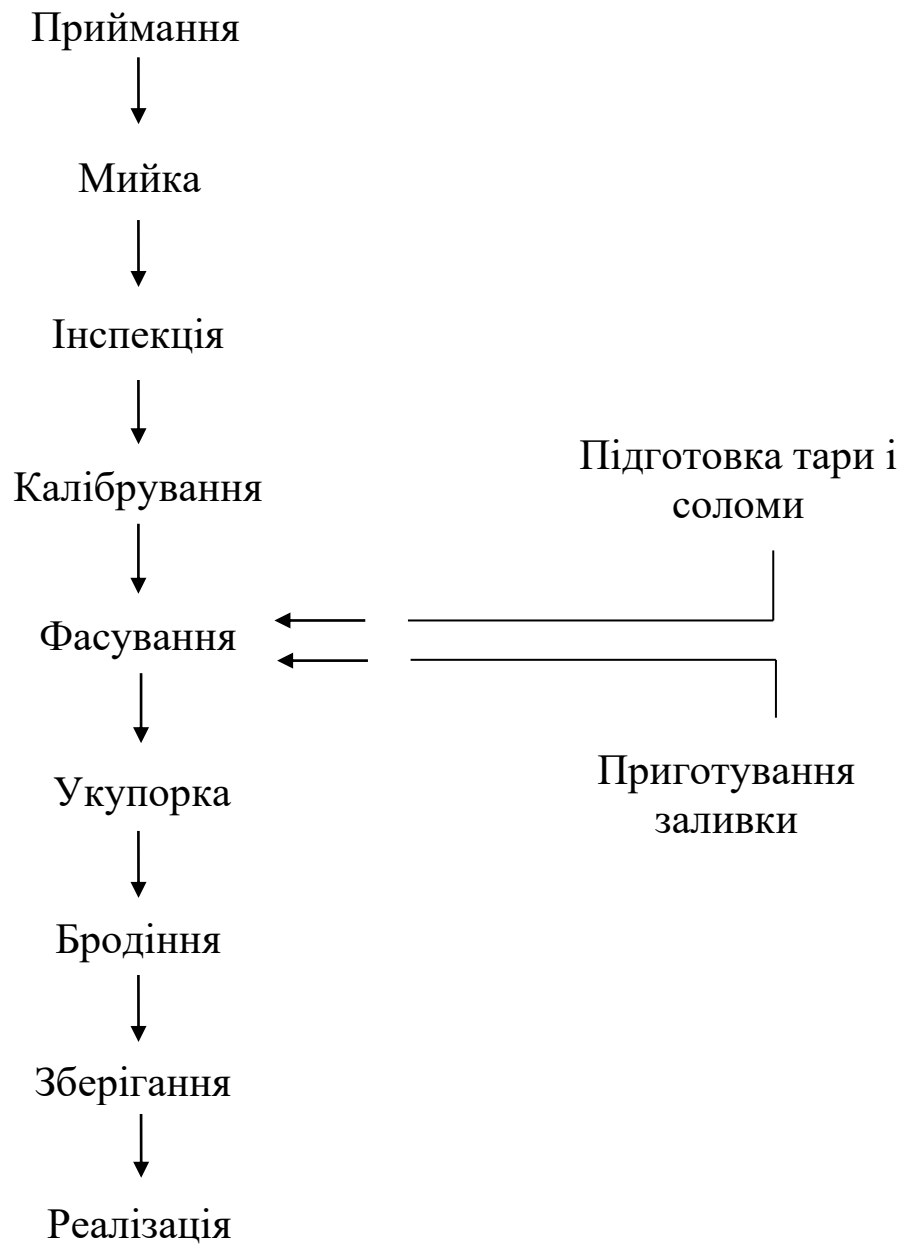 Приймання
Мийка
Інспекція
Калібрування
Підготовка тари і
соломи
Фасування
Приготування
заливки
Укупорка
Бродіння
Зберігання
Реалізація